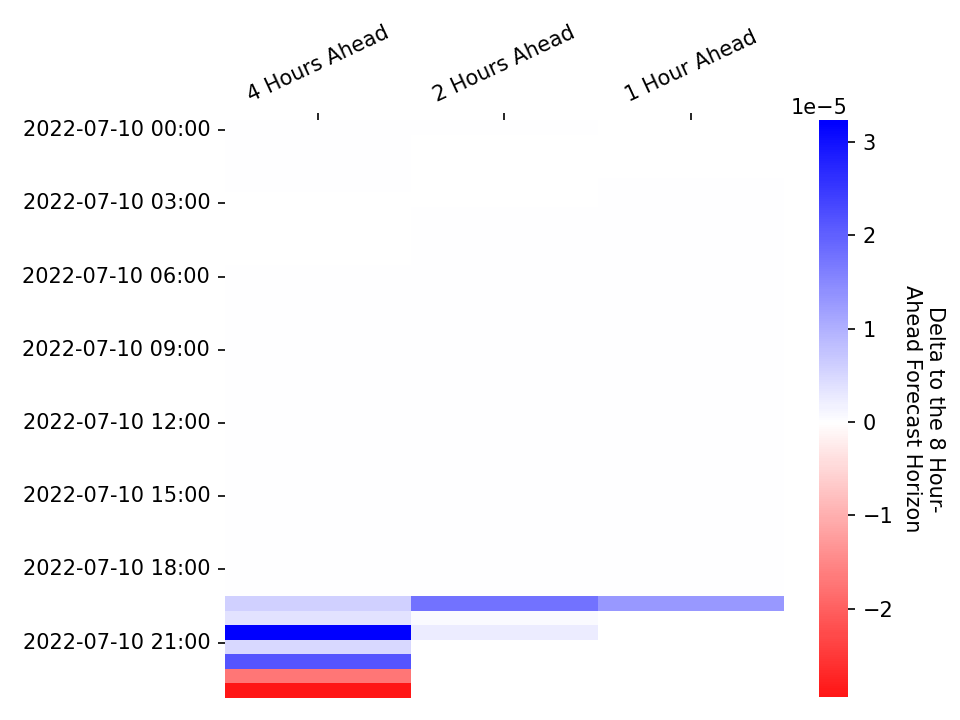 4 Hours Ahead
2 Hours Ahead
1 Hour Ahead
2022-07-10 00:00
2022-07-10 03:00
2022-07-10 06:00
2022-07-10 09:00
2022-07-10 12:00
2022-07-10 15:00
2022-07-10 18:00
2022-07-10 21:00
1e−5
3
2
1
0
−1
−2
Delta to the 8 Hour-
Ahead Forecast Horizon